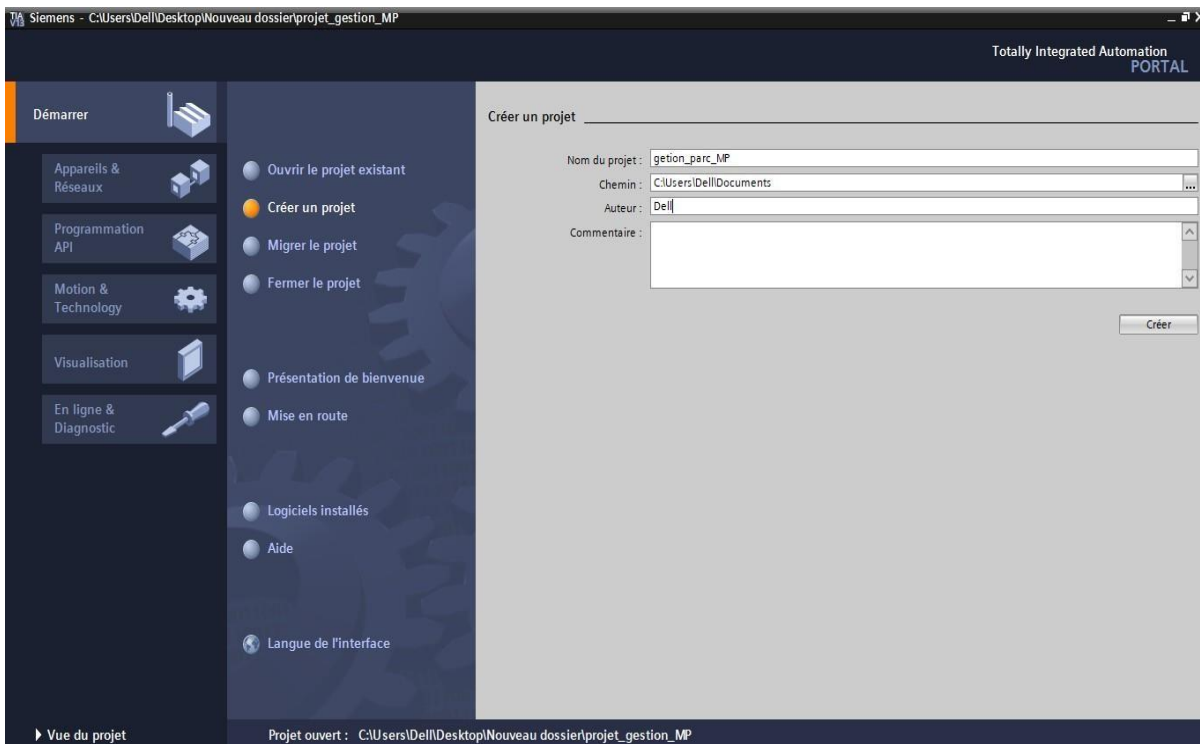 Siemens - C:\Users\Dell\Desktop\Nouveau dossier\projet_gestion_MP
Totally Integrated Automation
PORTAL
Démarrer
Appareils &
Réseaux
Programmation
API
Motion &
Technology
Visualisation
En ligne &
Diagnostic
Ouvrir le projet existant
Créer un projet
Migrer le projet
Fermer le projet
Présentation de bienvenue
Mise en route
Logiciels installés
Aide
Langue de l'interface
Créer un projet
Nom du projet : getion_parc_MP
Chemin : C:\Users\Dell\Documents
...
Auteur : Dell
Commentaire :
Créer
Vue du projet
Projet ouvert : C:\Users\Dell\Desktop\Nouveau dossier\projet_gestion_MP